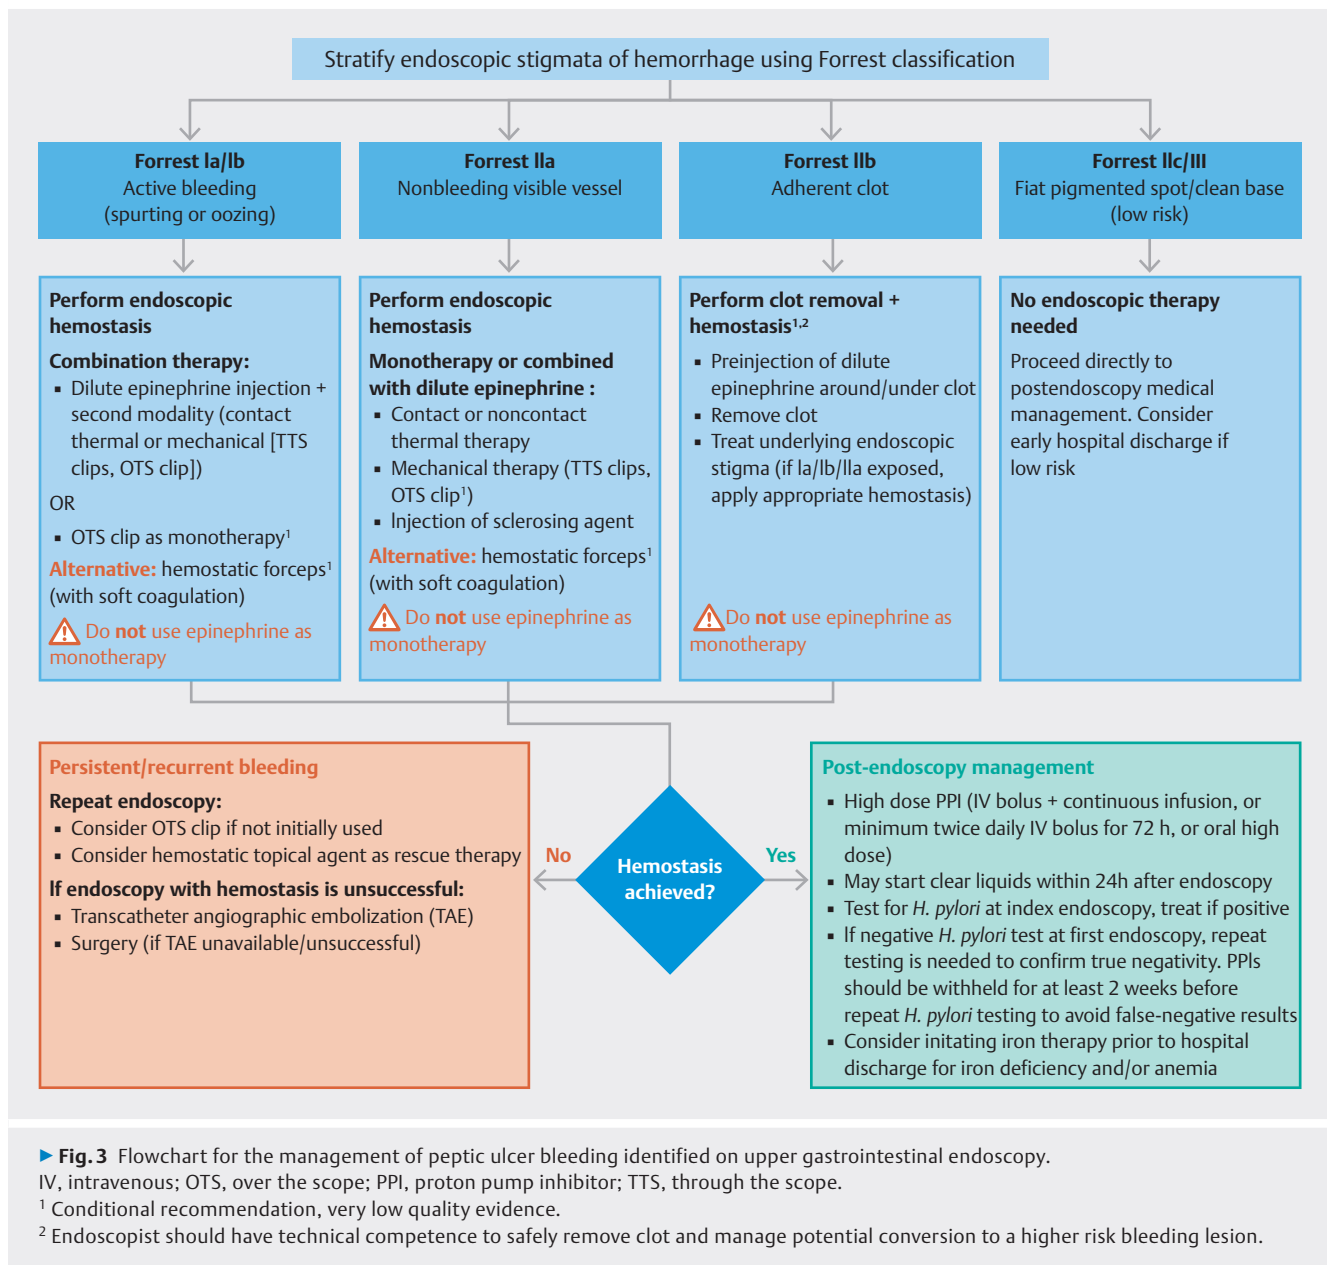 Stratify endoscopic stigmata of hemorrhage using Forrest classification
Forrest la/lb
Active bleeding
(spurting or oozing)
Forrest lla
Nonbleeding visible vessel
Forrest llb
Adherent clot
Forrest llc/III
Fiat pigmented spot/clean base
(low risk)
Perform endoscopic
hemostasis
Combination therapy:
▪ Dilute epinephrine injection +
second modality (contact
thermal or mechanical [TTS
clips, OTS clip])
OR
▪ OTS clip as monotherapy¹
Alternative: hemostatic forceps¹
(with soft coagulation)
Do not use epinephrine as
monotherapy
Perform endoscopic
hemostasis
Monotherapy or combined
with dilute epinephrine :
▪ Contact or noncontact
thermal therapy
▪ Mechanical therapy (TTS clips,
OTS clip¹)
▪ Injection of sclerosing agent
Alternative: hemostatic forceps¹
(with soft coagulation)
Do not use epinephrine as
monotherapy
Perform clot removal +
hemostasis¹,²
▪ Preinjection of dilute
epinephrine around/under clot
▪ Remove clot
▪ Treat underlying endoscopic
stigma (if la/lb/lla exposed,
apply appropriate hemostasis)
Do not use epinephrine as
monotherapy
No endoscopic therapy
needed
Proceed directly to
postendoscopy medical
management. Consider
early hospital discharge if
low risk
Persistent/recurrent bleeding
Repeat endoscopy:
▪ Consider OTS clip if not initially used
▪ Consider hemostatic topical agent as rescue therapy
If endoscopy with hemostasis is unsuccessful:
▪ Transcatheter angiographic embolization (TAE)
▪ Surgery (if TAE unavailable/unsuccessful)
No
Hemostasis
achieved?
Yes
Post-endoscopy management
▪ High dose PPI (IV bolus + continuous infusion, or
minimum twice daily IV bolus for 72 h, or oral high
dose)
▪ May start clear liquids within 24h after endoscopy
▪ Test for H. pylori at index endoscopy, treat if positive
▪ If negative H. pylori test at first endoscopy, repeat
testing is needed to confirm true negativity. PPIs
should be withheld for at least 2 weeks before
repeat H. pylori testing to avoid false-negative results
▪ Consider initating iron therapy prior to hospital
discharge for iron deficiency and/or anemia
▶ Fig. 3 Flowchart for the management of peptic ulcer bleeding identified on upper gastrointestinal endoscopy.
IV, intravenous; OTS, over the scope; PPI, proton pump inhibitor; TTS, through the scope.
¹ Conditional recommendation, very low quality evidence.
² Endoscopist should have technical competence to safely remove clot and manage potential conversion to a higher risk bleeding lesion.